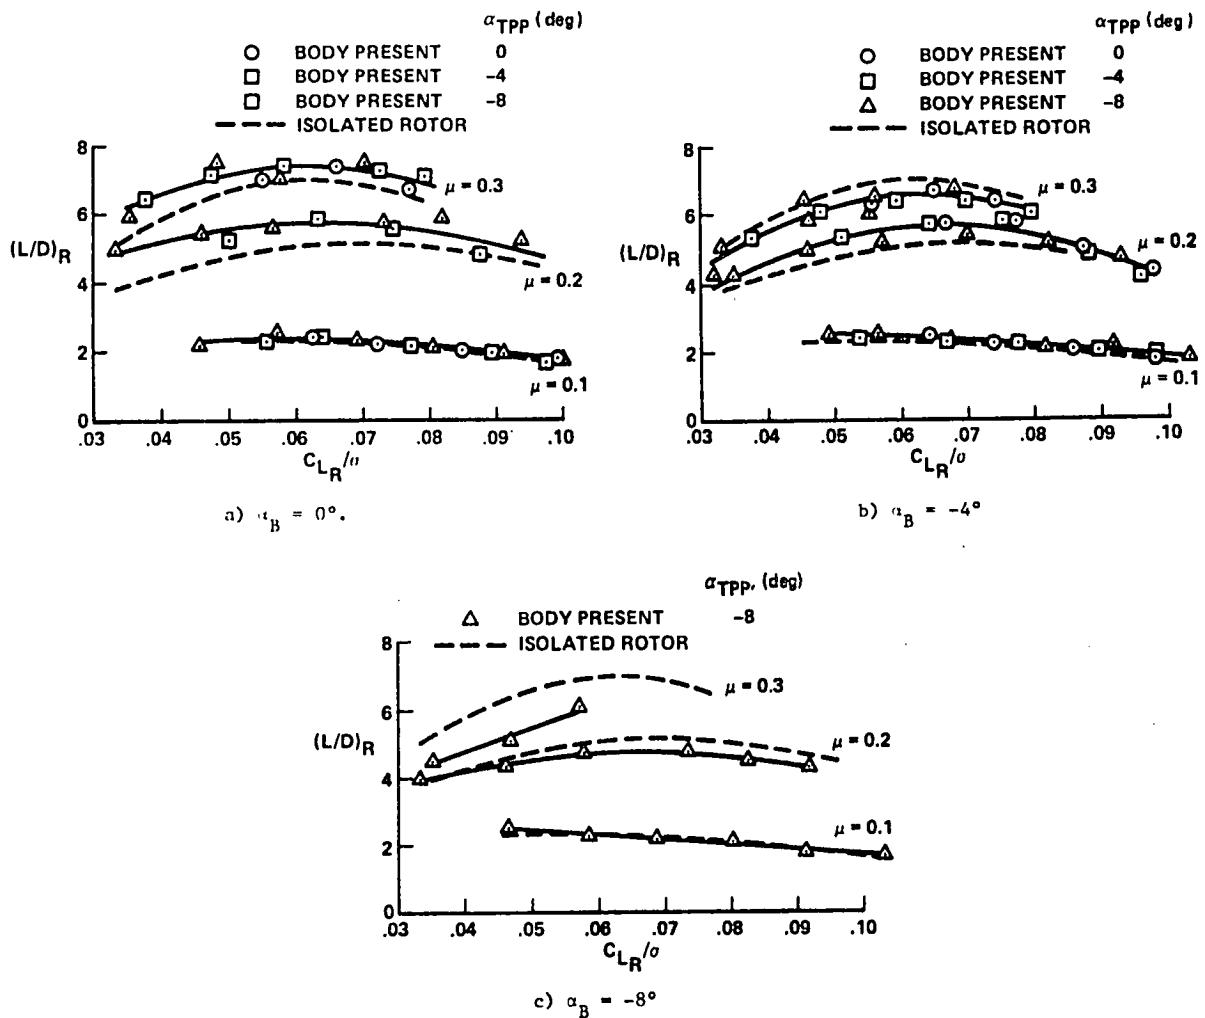 α_TPP (deg)
BODY PRESENT 0
BODY PRESENT -4
BODY PRESENT -8
ISOLATED ROTOR
8
6
(L/D)_R
4
2
0
.03 .04 .05 .06 .07 .08 .09 .10
C_L_R/σ
μ = 0.3
μ = 0.2
μ = 0.1
a) α_B = 0°.
α_TPP (deg)
BODY PRESENT 0
BODY PRESENT -4
BODY PRESENT -8
ISOLATED ROTOR
8
6
(L/D)_R
4
2
0
.03 .04 .05 .06 .07 .08 .09 .10
C_L_R/σ
μ = 0.3
μ = 0.2
μ = 0.1
b) α_B = -4°
α_TPP, (deg)
BODY PRESENT -8
ISOLATED ROTOR
8
6
(L/D)_R
4
2
0
.03 .04 .05 .06 .07 .08 .09 .10
C_L_R/σ
μ = 0.3
μ = 0.2
μ = 0.1
c) α_B = -8°